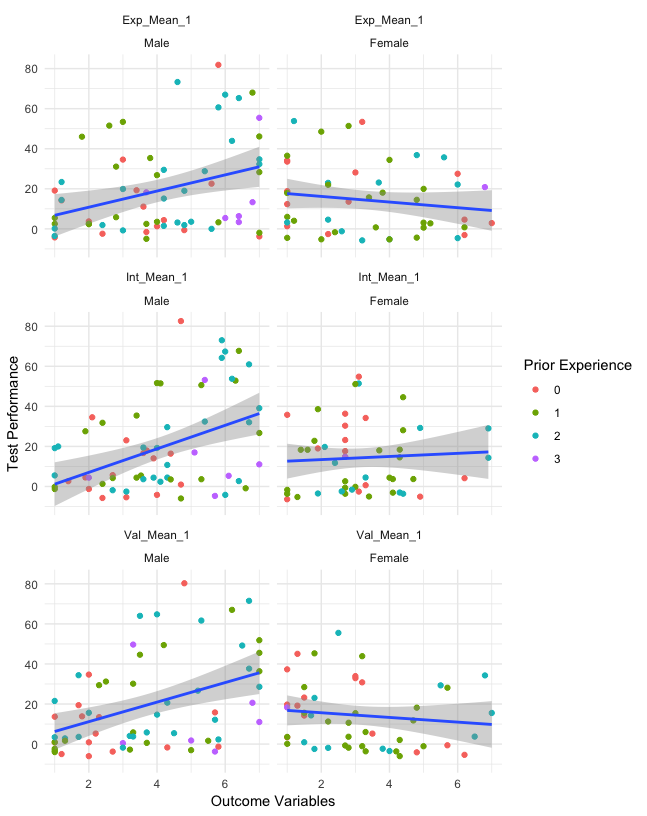 Exp_Mean_1 Exp_Mean_1
Male Female
80
60
40
20
0
Int_Mean_1 Int_Mean_1
Male Female
80
60
40
20
0
Test Performance
Prior Experience
0
1
2
3
Val_Mean_1 Val_Mean_1
Male Female
80
60
40
20
0
2 4 6 2 4 6
Outcome Variables